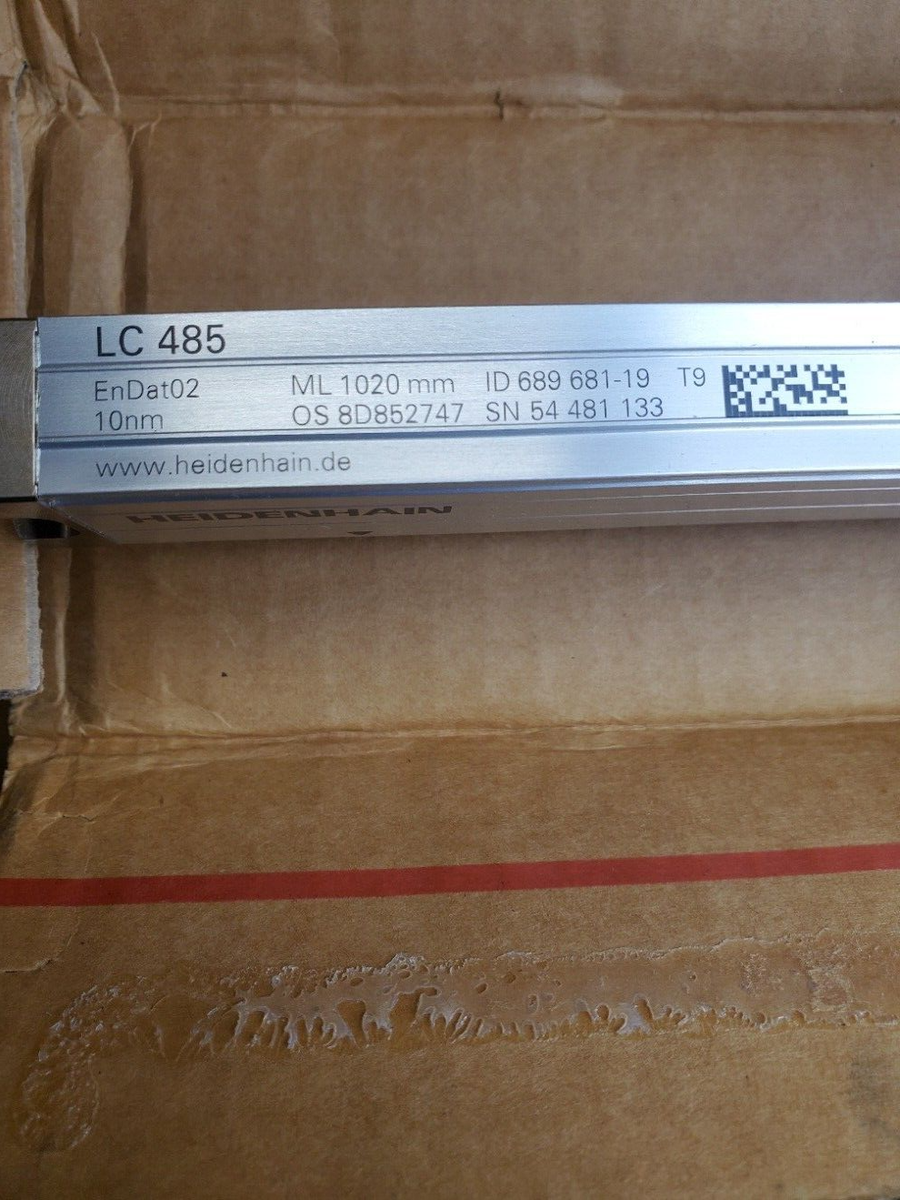 LC 485
EnDat02 ML 1020 mm ID 689 681-19 T9
10nm OS 8D852747 SN 54 481 133
www.heidenhain.de
HEIDENHAIN